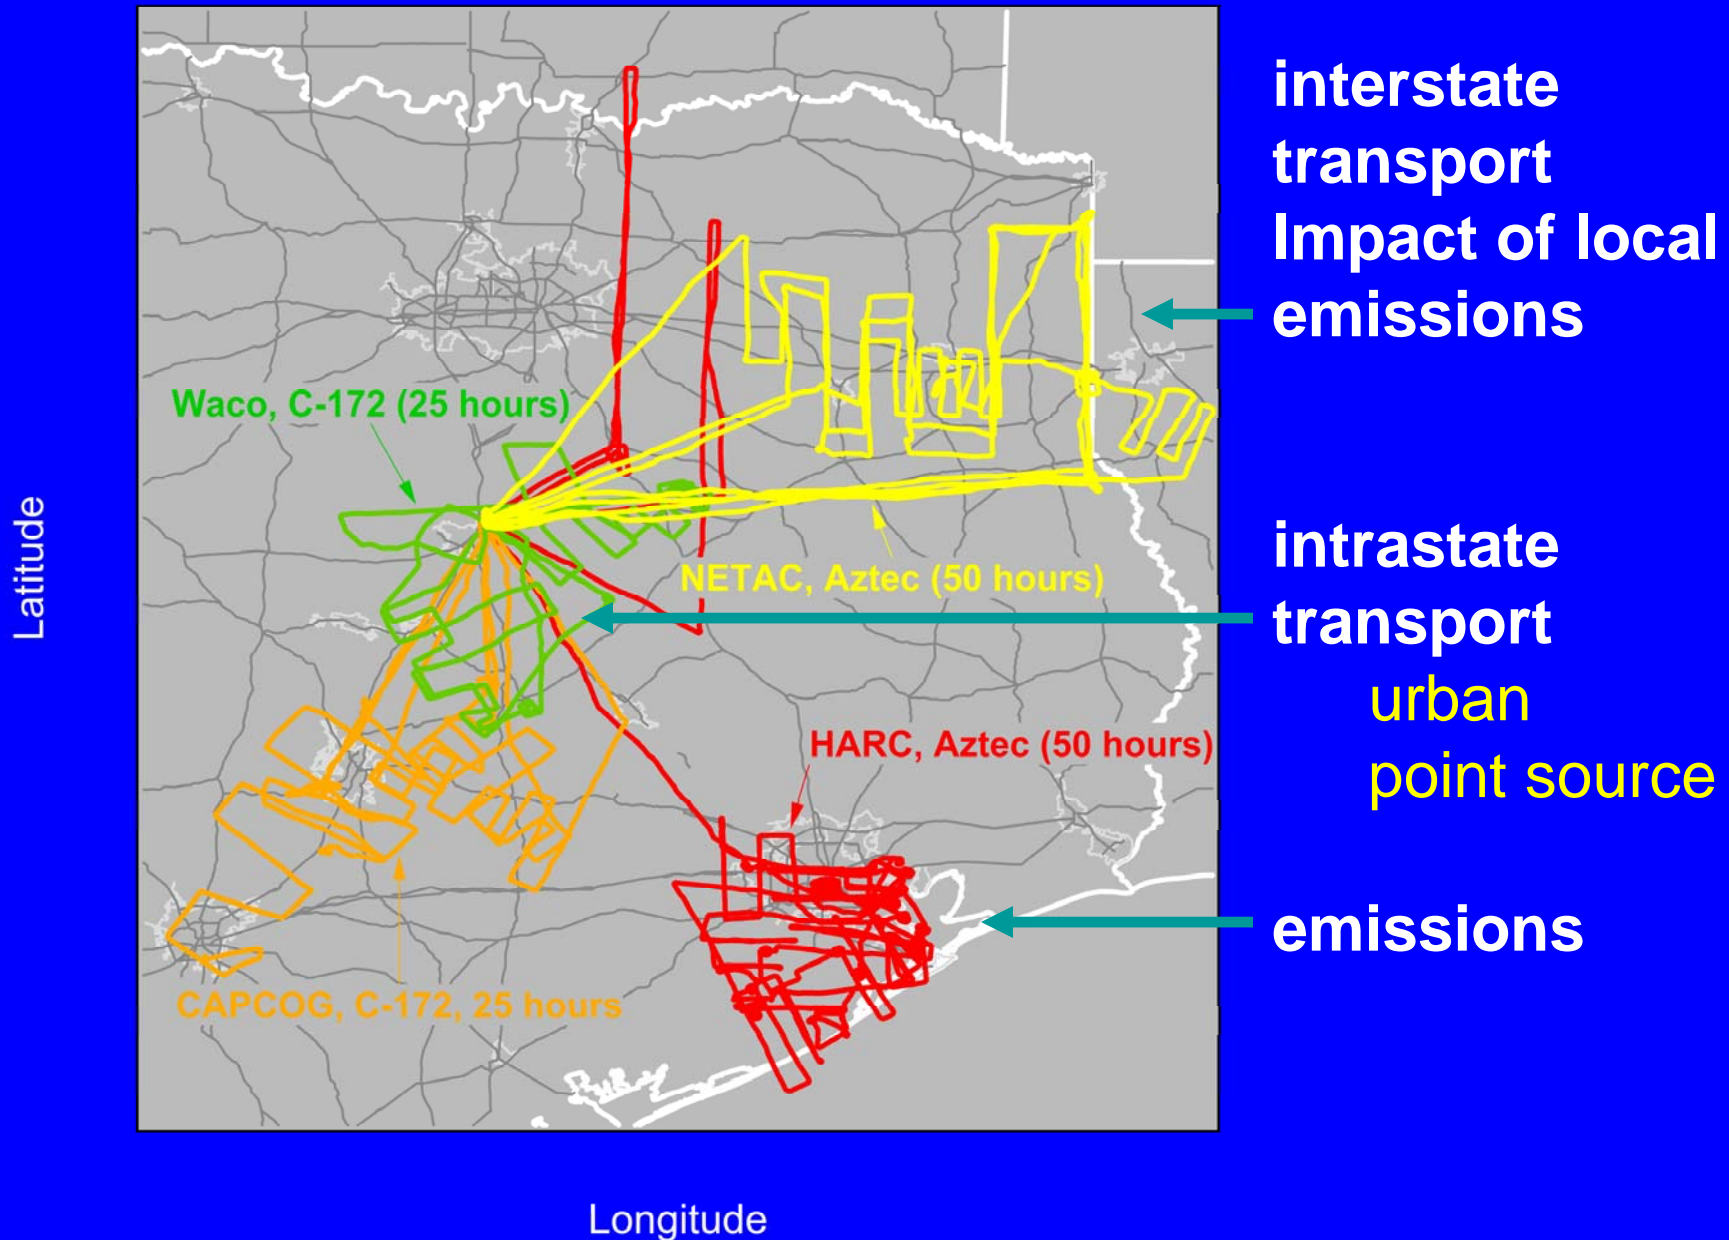 interstate
transport
Impact of local
emissions
Waco, C-172 (25 hours)
Latitude
intrastate
transport
NETAC, Aztec (50 hours)
urban
point source
HARC, Aztec (50 hours)
emissions
CAPCOG, C-172, 25 hours
Longitude